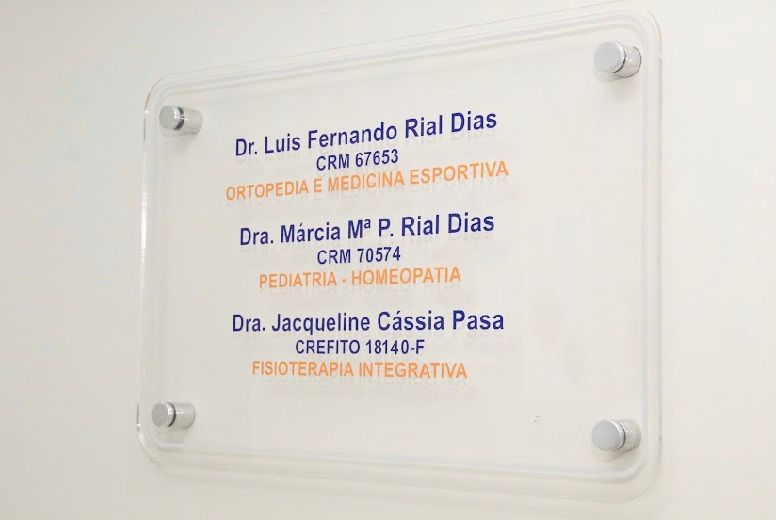 Dr. Luis Fernando Rial Dias
CRM 67653
ORTOPEDIA E MEDICINA ESPORTIVA
Dra. Márcia Mª P. Rial Dias
CRM 70574
PEDIATRIA - HOMEOPATIA
Dra. Jacqueline Cássia Pasa
CREFITO 18140-F
FISIOTERAPIA INTEGRATIVA